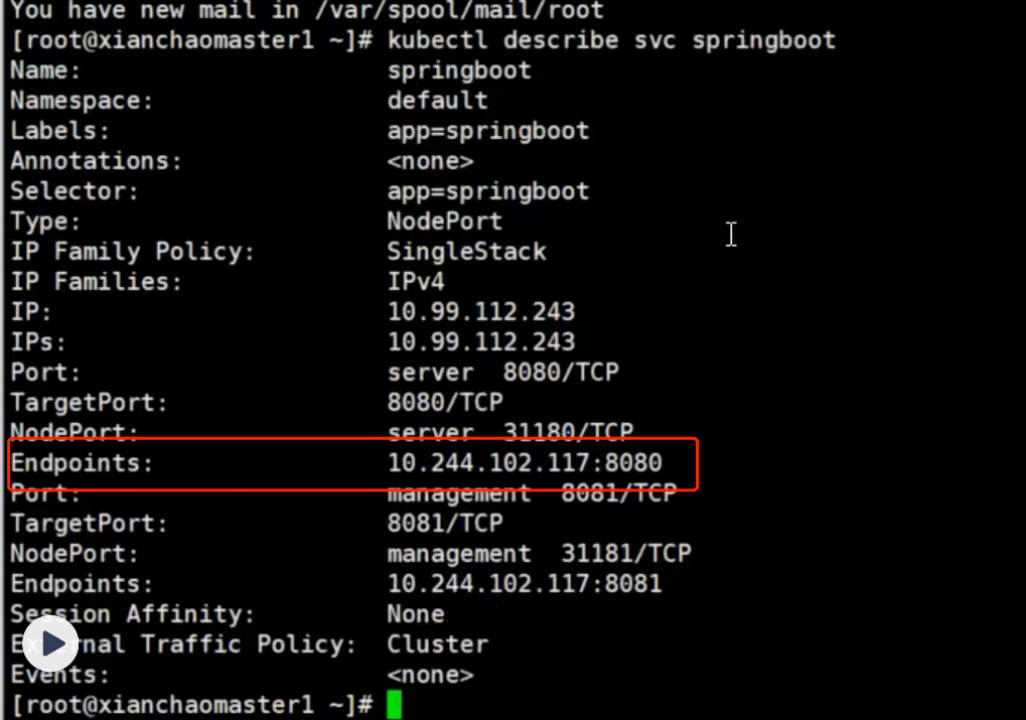 You have new mail in /var/spool/mail/root
[root@xianchaomaster1 ~]# kubectl describe svc springboot
Name: springboot
Namespace: default
Labels: app=springboot
Annotations: <none>
Selector: app=springboot
Type: NodePort
IP Family Policy: SingleStack
IP Families: IPv4
IP: 10.99.112.243
IPs: 10.99.112.243
Port: server 8080/TCP
TargetPort: 8080/TCP
NodePort: server 31180/TCP
Endpoints: 10.244.102.117:8080
Port: management 8081/TCP
TargetPort: 8081/TCP
NodePort: management 31181/TCP
Endpoints: 10.244.102.117:8081
Session Affinity: None
External Traffic Policy: Cluster
Events: <none>
[root@xianchaomaster1 ~]#